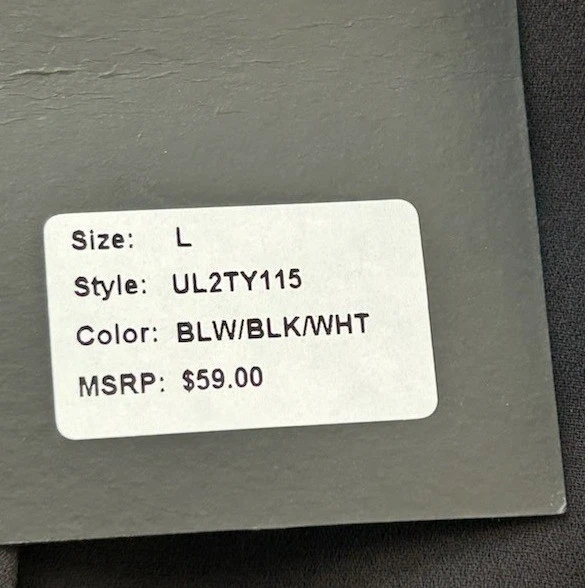 Size: L
Style: UL2TY115
Color: BLW/BLK/WHT
MSRP: $59.00